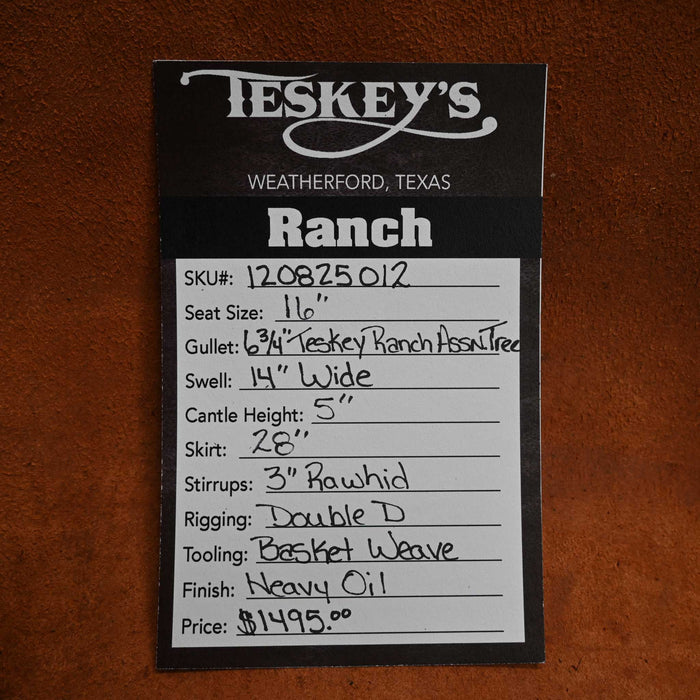 TESKEY'S
WEATHERFORD, TEXAS
Ranch
SKU#: 120825012
Seat Size: 16"
Gullet: 6 3/4" Teskey Ranch Assn. Tree
Swell: 14" Wide
Cantle Height: 5"
Skirt: 28"
Stirrups: 3" Rawhid
Rigging: Double D
Tooling: Basket Weave
Finish: Heavy Oil
Price: $1495.00